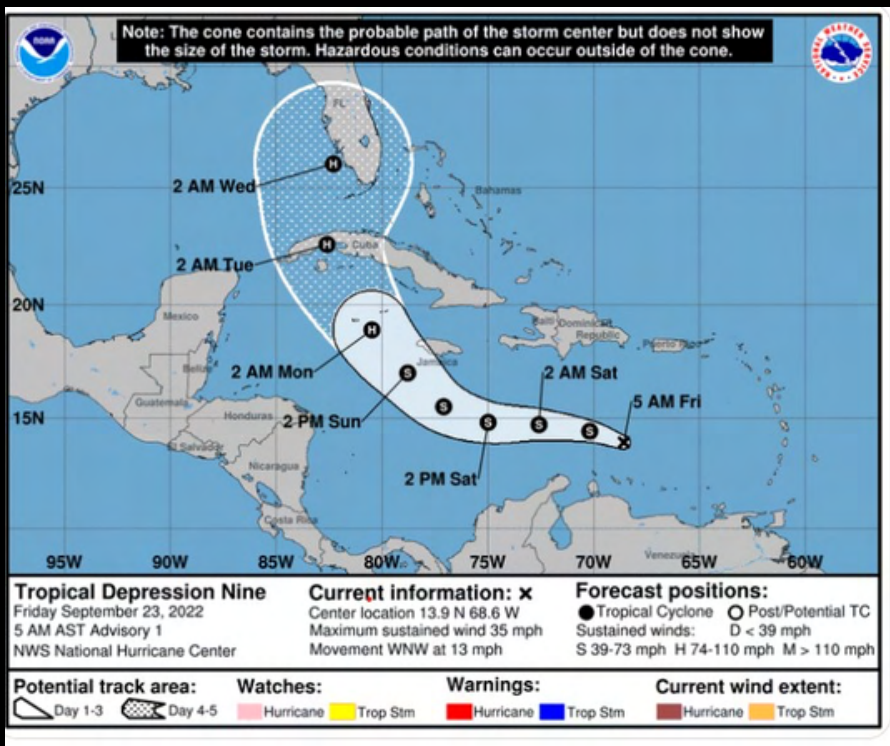 Note: The cone contains the probable path of the storm center but does not show
the size of the storm. Hazardous conditions can occur outside of the cone.
NOAA
NATIONAL WEATHER SERVICE
FL
2 AM Wed
25N
Bahamas
2 AM Tue
Cuba
20N
Mexico
Haiti Dominican
Republic
Puerto Rico
Jamaica
Belize
2 AM Mon
2 AM Sat
5 AM Fri
Guatemala
15N
Honduras
2 PM Sun
El Salvador
2 PM Sat
Nicaragua
Costa Rica
Venezuela
95W 90W 85W 80W 75W 70W 65W 60W
H
H
H
S
S
S
S
S
Tropical Depression Nine
Friday September 23, 2022
5 AM AST Advisory 1
NWS National Hurricane Center
Current information: x
Center location 13.9 N 68.6 W
Maximum sustained wind 35 mph
Movement WNW at 13 mph
Forecast positions:
Tropical Cyclone Post/Potential TC
Sustained winds: D < 39 mph
S 39-73 mph H 74-110 mph M > 110 mph
Potential track area:
Day 1-3 Day 4-5
Watches:
Hurricane Trop Stm
Warnings:
Hurricane Trop Stm
Current wind extent:
Hurricane Trop Stm